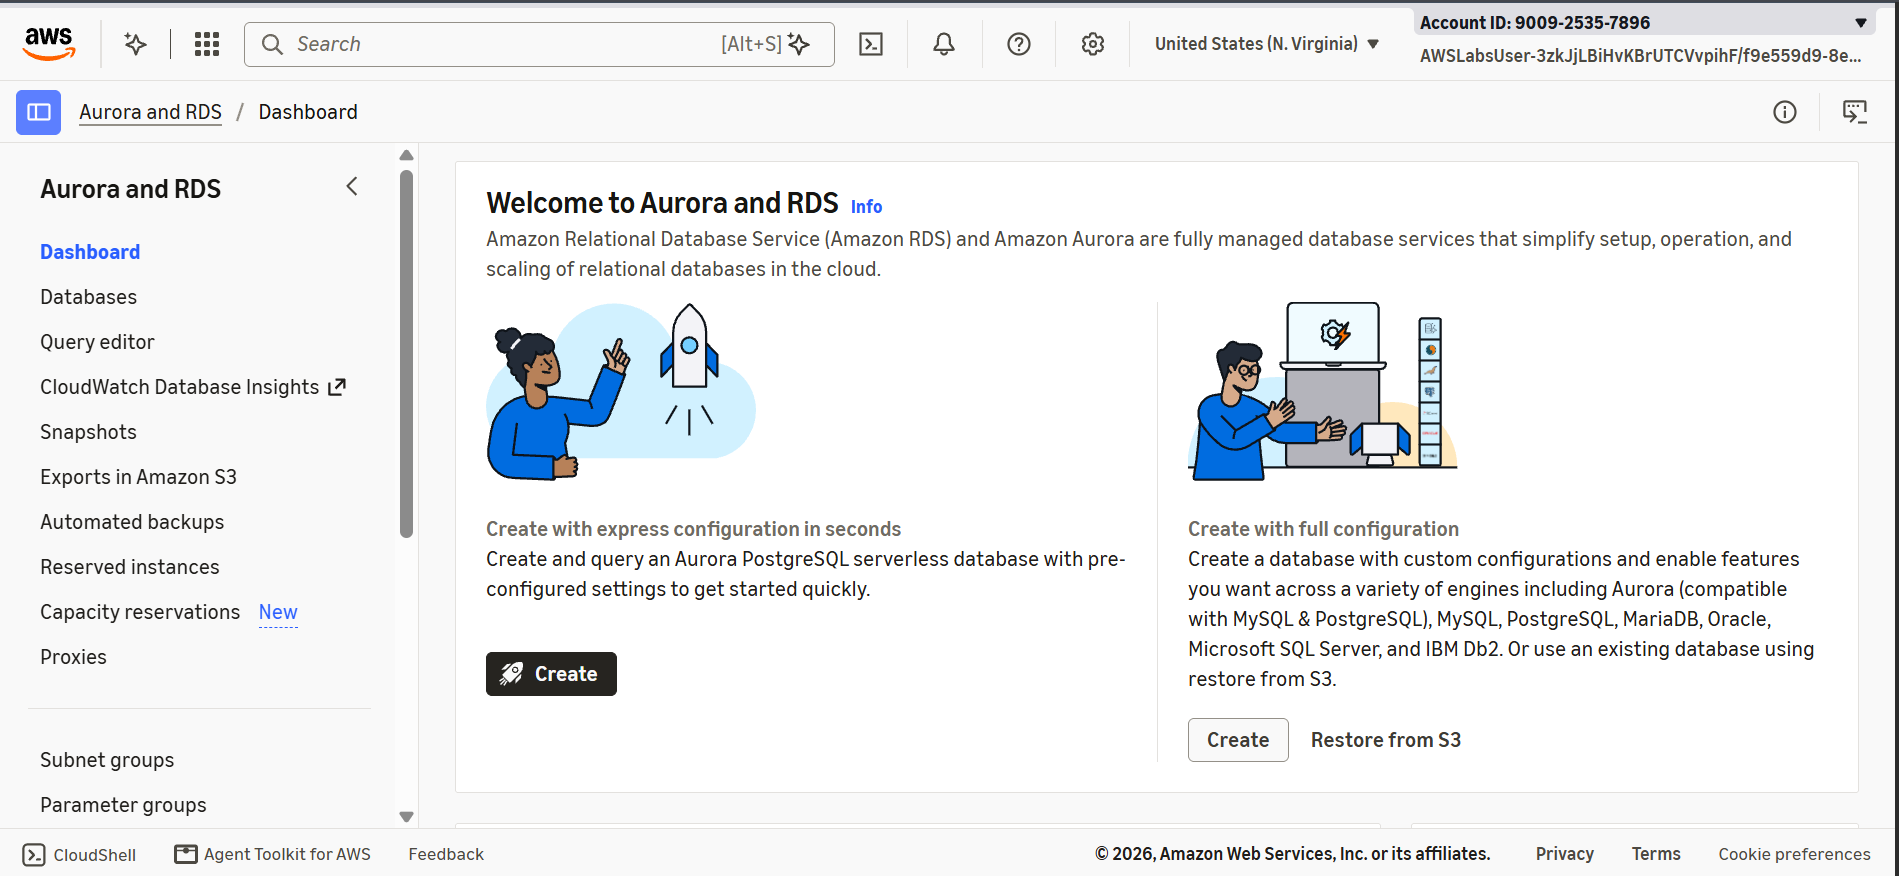 aws
Search
[Alt+S]
United States (N. Virginia)
Account ID: 9009-2535-7896
AWSLabsUser-3zkJjLBiHvKBrUTCVvpihF/f9e559d9-8e...
Aurora and RDS / Dashboard
Aurora and RDS
Dashboard
Databases
Query editor
CloudWatch Database Insights
Snapshots
Exports in Amazon S3
Automated backups
Reserved instances
Capacity reservations New
Proxies
Subnet groups
Parameter groups
Welcome to Aurora and RDS Info
Amazon Relational Database Service (Amazon RDS) and Amazon Aurora are fully managed database services that simplify setup, operation, and
scaling of relational databases in the cloud.
Create with express configuration in seconds
Create and query an Aurora PostgreSQL serverless database with pre-
configured settings to get started quickly.
Create
Create with full configuration
Create a database with custom configurations and enable features
you want across a variety of engines including Aurora (compatible
with MySQL & PostgreSQL), MySQL, PostgreSQL, MariaDB, Oracle,
Microsoft SQL Server, and IBM Db2. Or use an existing database using
restore from S3.
Create
Restore from S3
CloudShell
Agent Toolkit for AWS
Feedback
© 2026, Amazon Web Services, Inc. or its affiliates.
Privacy
Terms
Cookie preferences